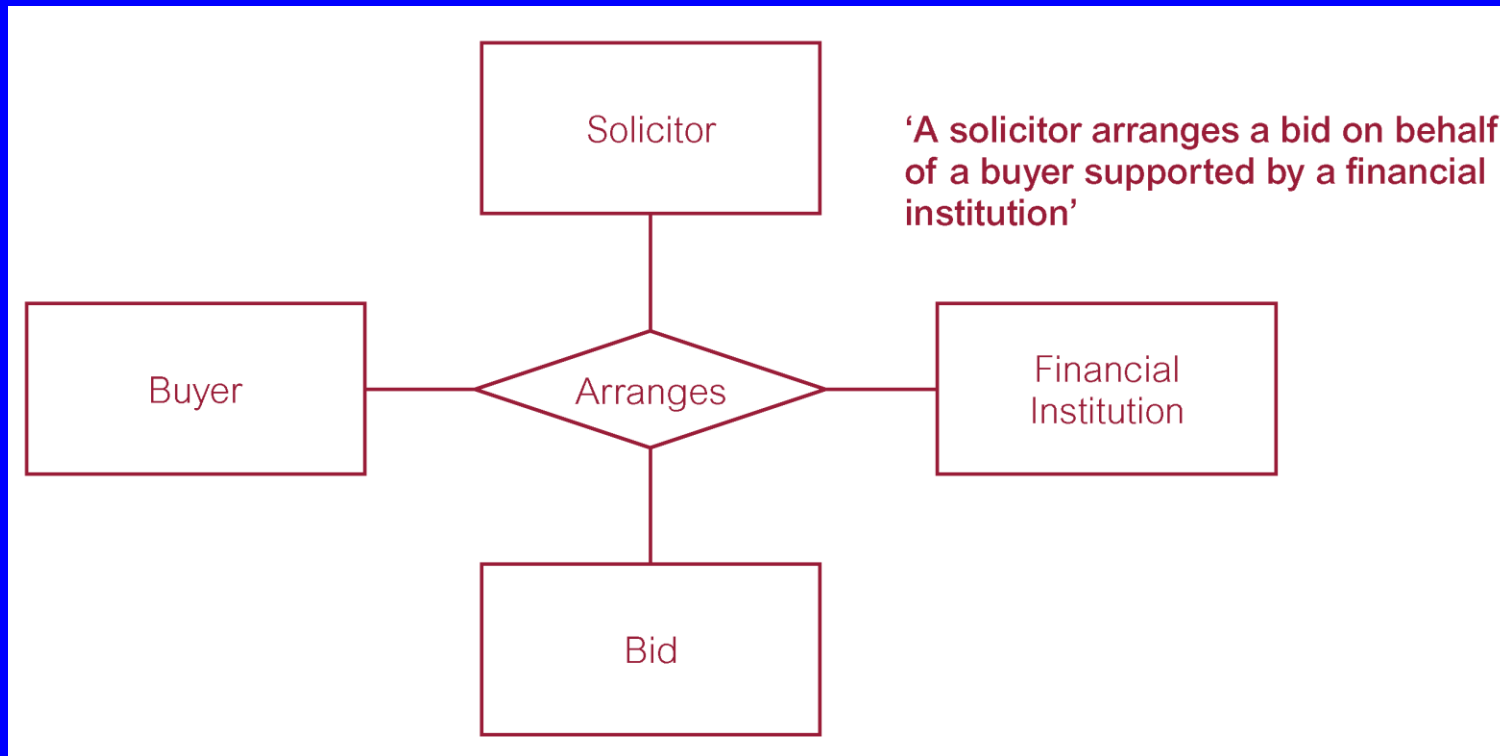 Solicitor
‘A solicitor arranges a bid on behalf
of a buyer supported by a financial
institution’
Buyer
Arranges
Financial
Institution
Bid